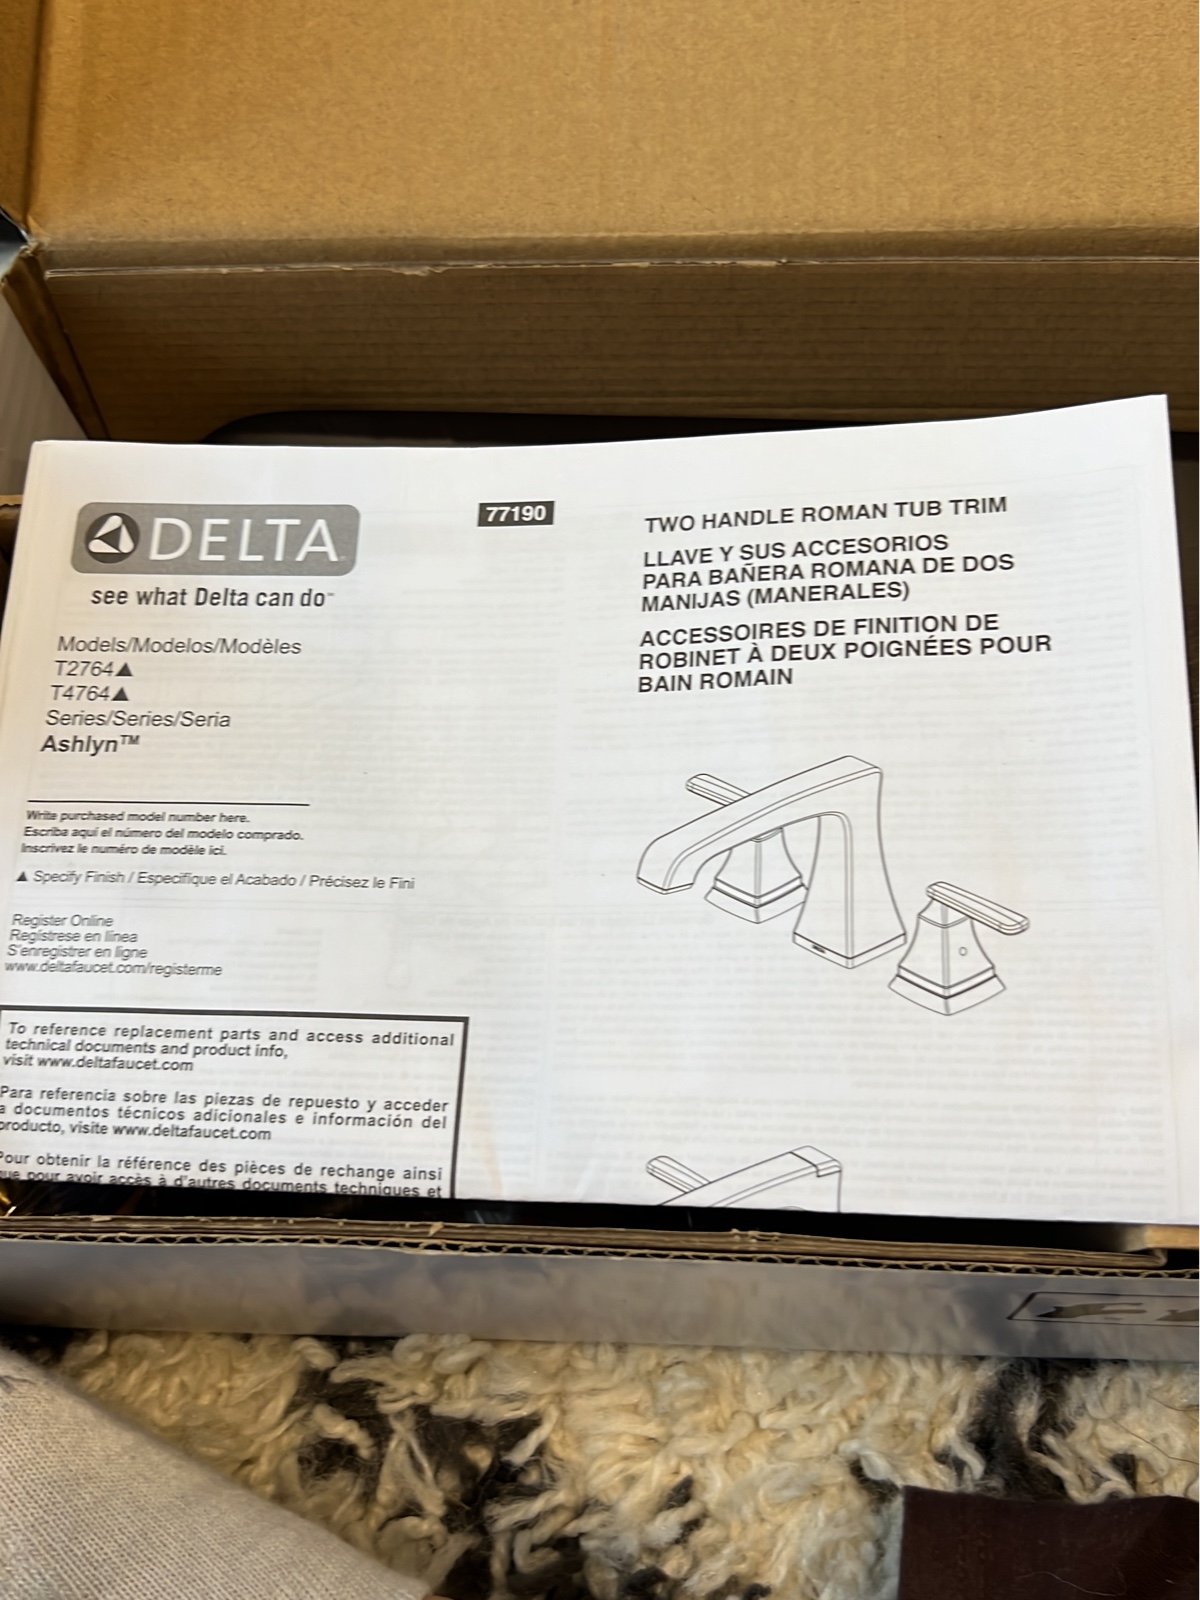 DELTA
see what Delta can do™
77190
Models/Modelos/Modèles
T2764▲
T4764▲
Series/Series/Seria
Ashlyn™
Write purchased model number here.
Escriba aquí el número del modelo comprado.
Inscrivez le numéro de modèle ici.
▲ Specify Finish / Especifíque el Acabado / Précisez le Fini
Register Online
Regístrese en línea
S'enregistrer en ligne
www.deltafaucet.com/registerme
To reference replacement parts and access additional
technical documents and product info,
visit www.deltafaucet.com
Para referencia sobre las piezas de repuesto y acceder
a documentos técnicos adicionales e información del
producto, visite www.deltafaucet.com
Pour obtenir la référence des pièces de rechange ainsi
que pour avoir accès à d'autres documents techniques et
TWO HANDLE ROMAN TUB TRIM
LLAVE Y SUS ACCESORIOS
PARA BAÑERA ROMANA DE DOS
MANIJAS (MANERALES)
ACCESSOIRES DE FINITION DE
ROBINET À DEUX POIGNÉES POUR
BAIN ROMAIN